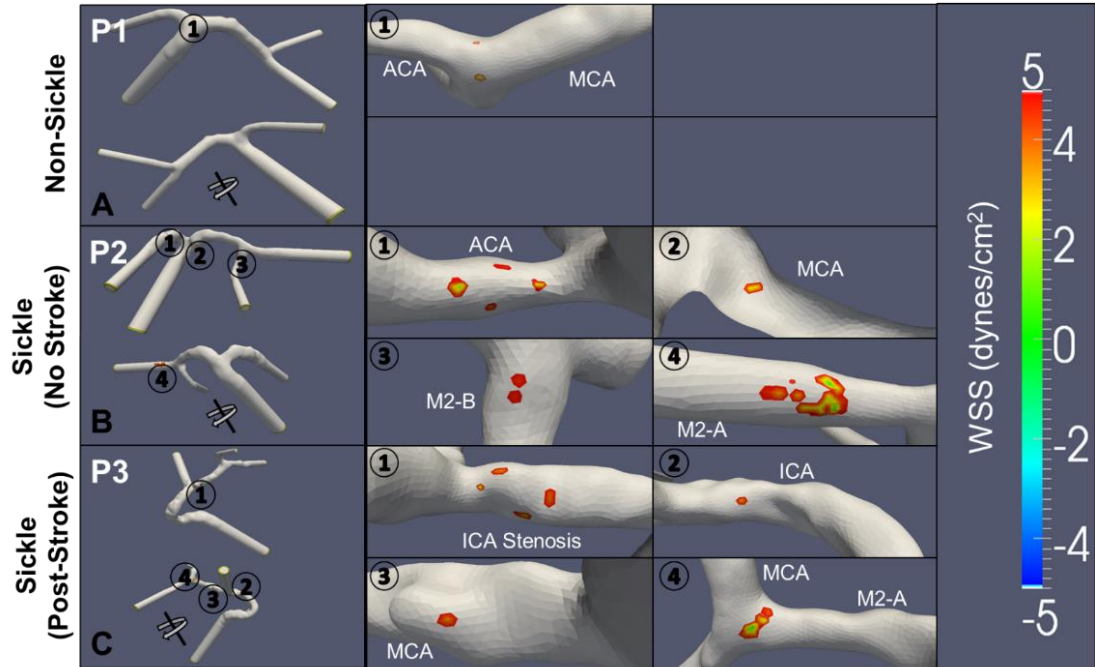 Non-Sickle
P1
①
A
①
ACA
MCA
Sickle
(No Stroke)
P2
①
②
③
④
B
①
ACA
②
MCA
③
M2-B
④
M2-A
Sickle
(Post-Stroke)
P3
①
④
③
②
C
①
ICA Stenosis
②
ICA
③
MCA
④
MCA
M2-A
WSS (dynes/cm²)
5
4
2
0
-2
-4
-5